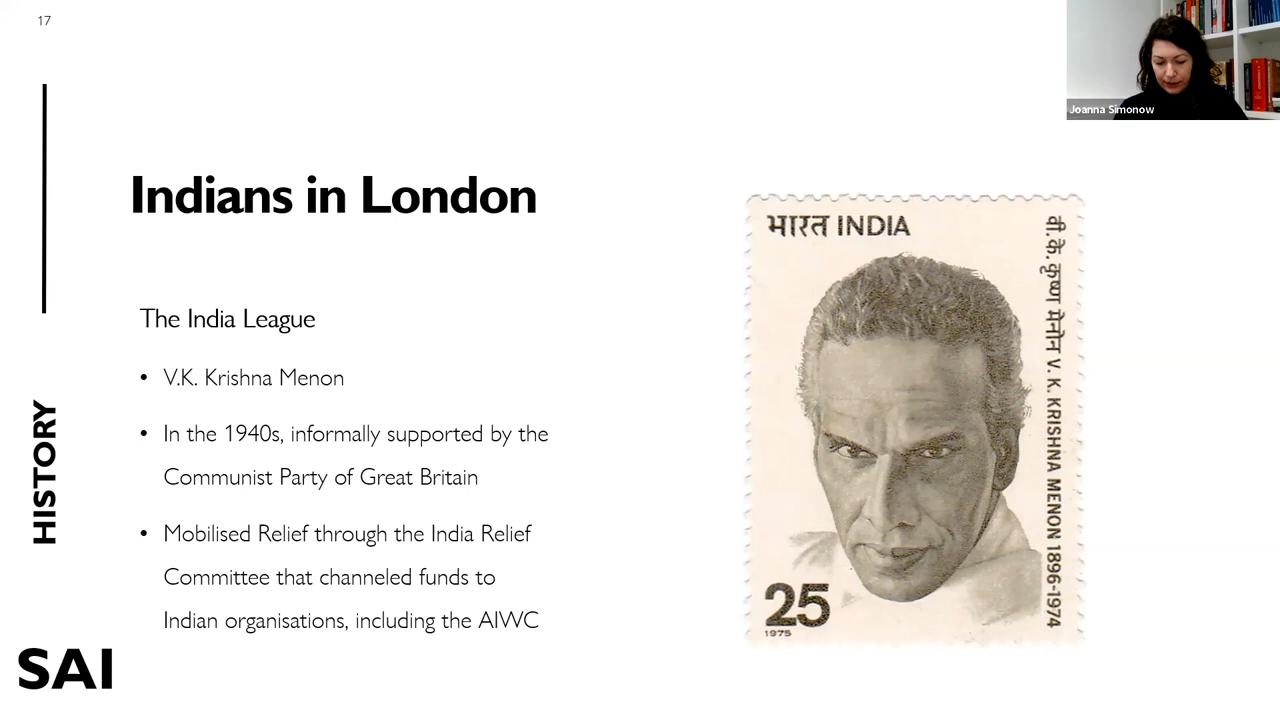 17
Joanna Simonow
Indians in London
The India League
• V.K. Krishna Menon
• In the 1940s, informally supported by the
Communist Party of Great Britain
• Mobilised Relief through the India Relief
Committee that channeled funds to
Indian organisations, including the AIWC
HISTORY
SAI
भारत INDIA
वी. के. कृष्ण मेनोन V. K. KRISHNA MENON 1896-1974
25
1975